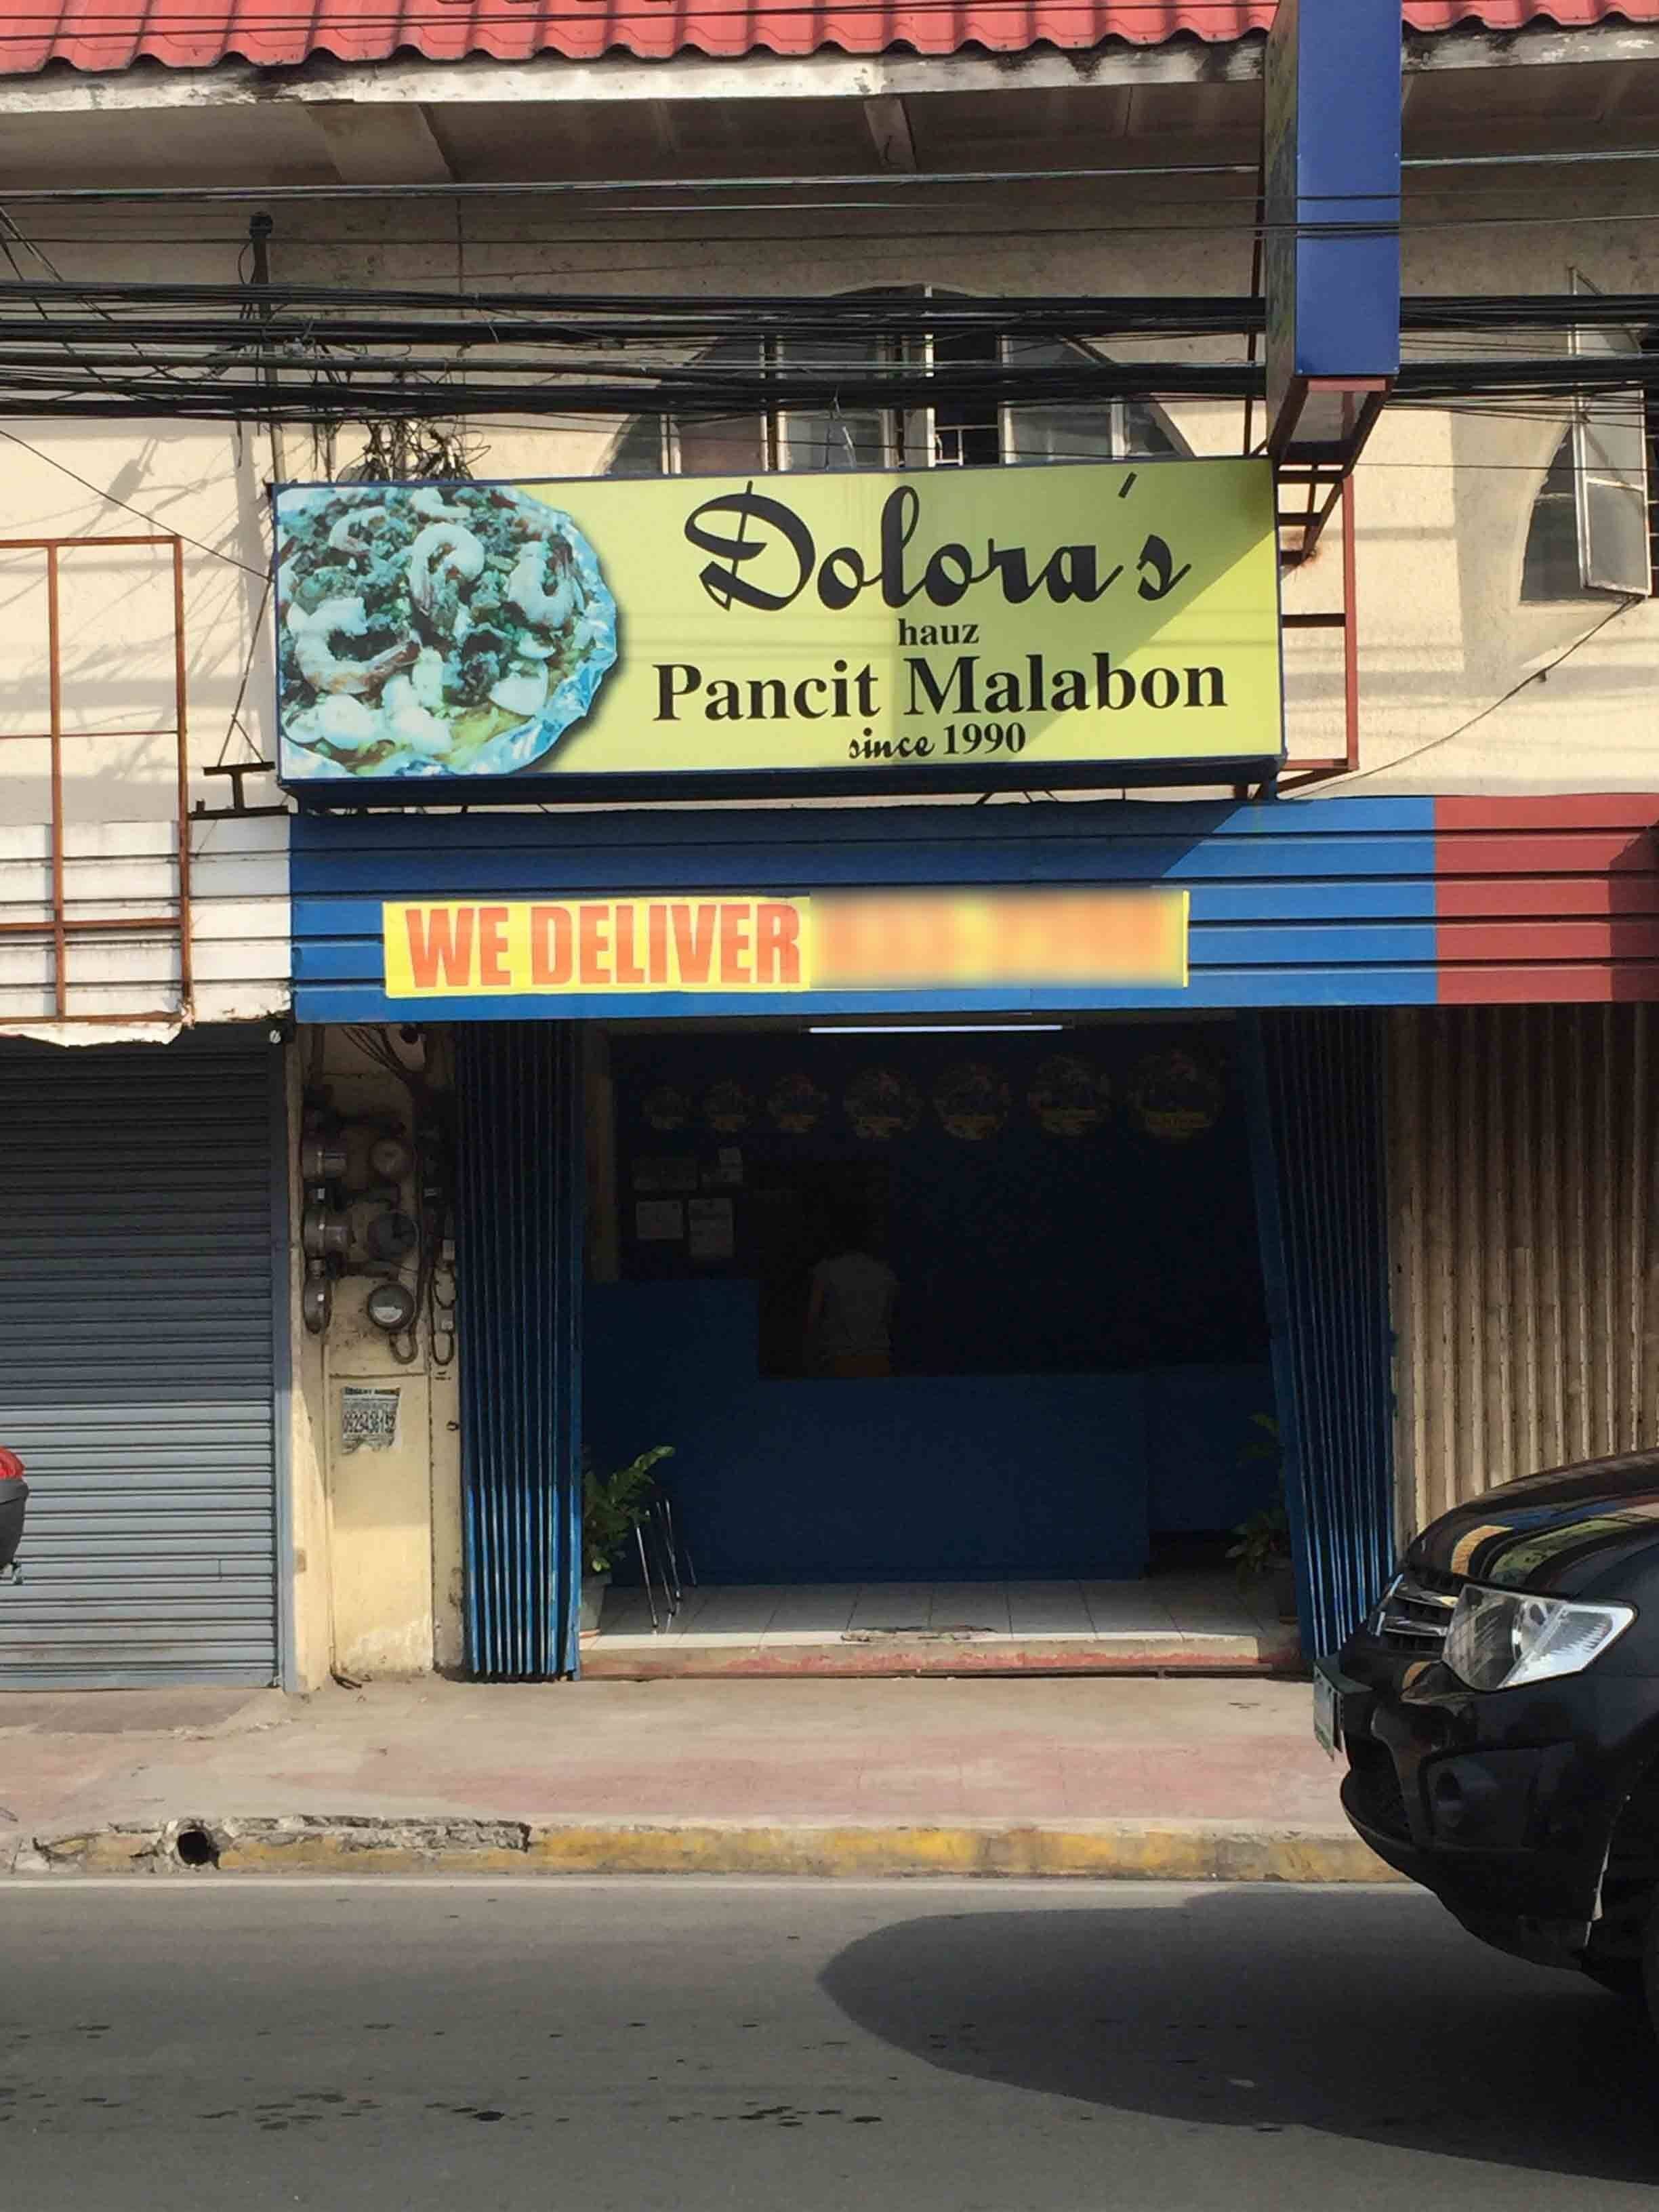 Dolora's
hauz
Pancit Malabon
since 1990
WE DELIVER